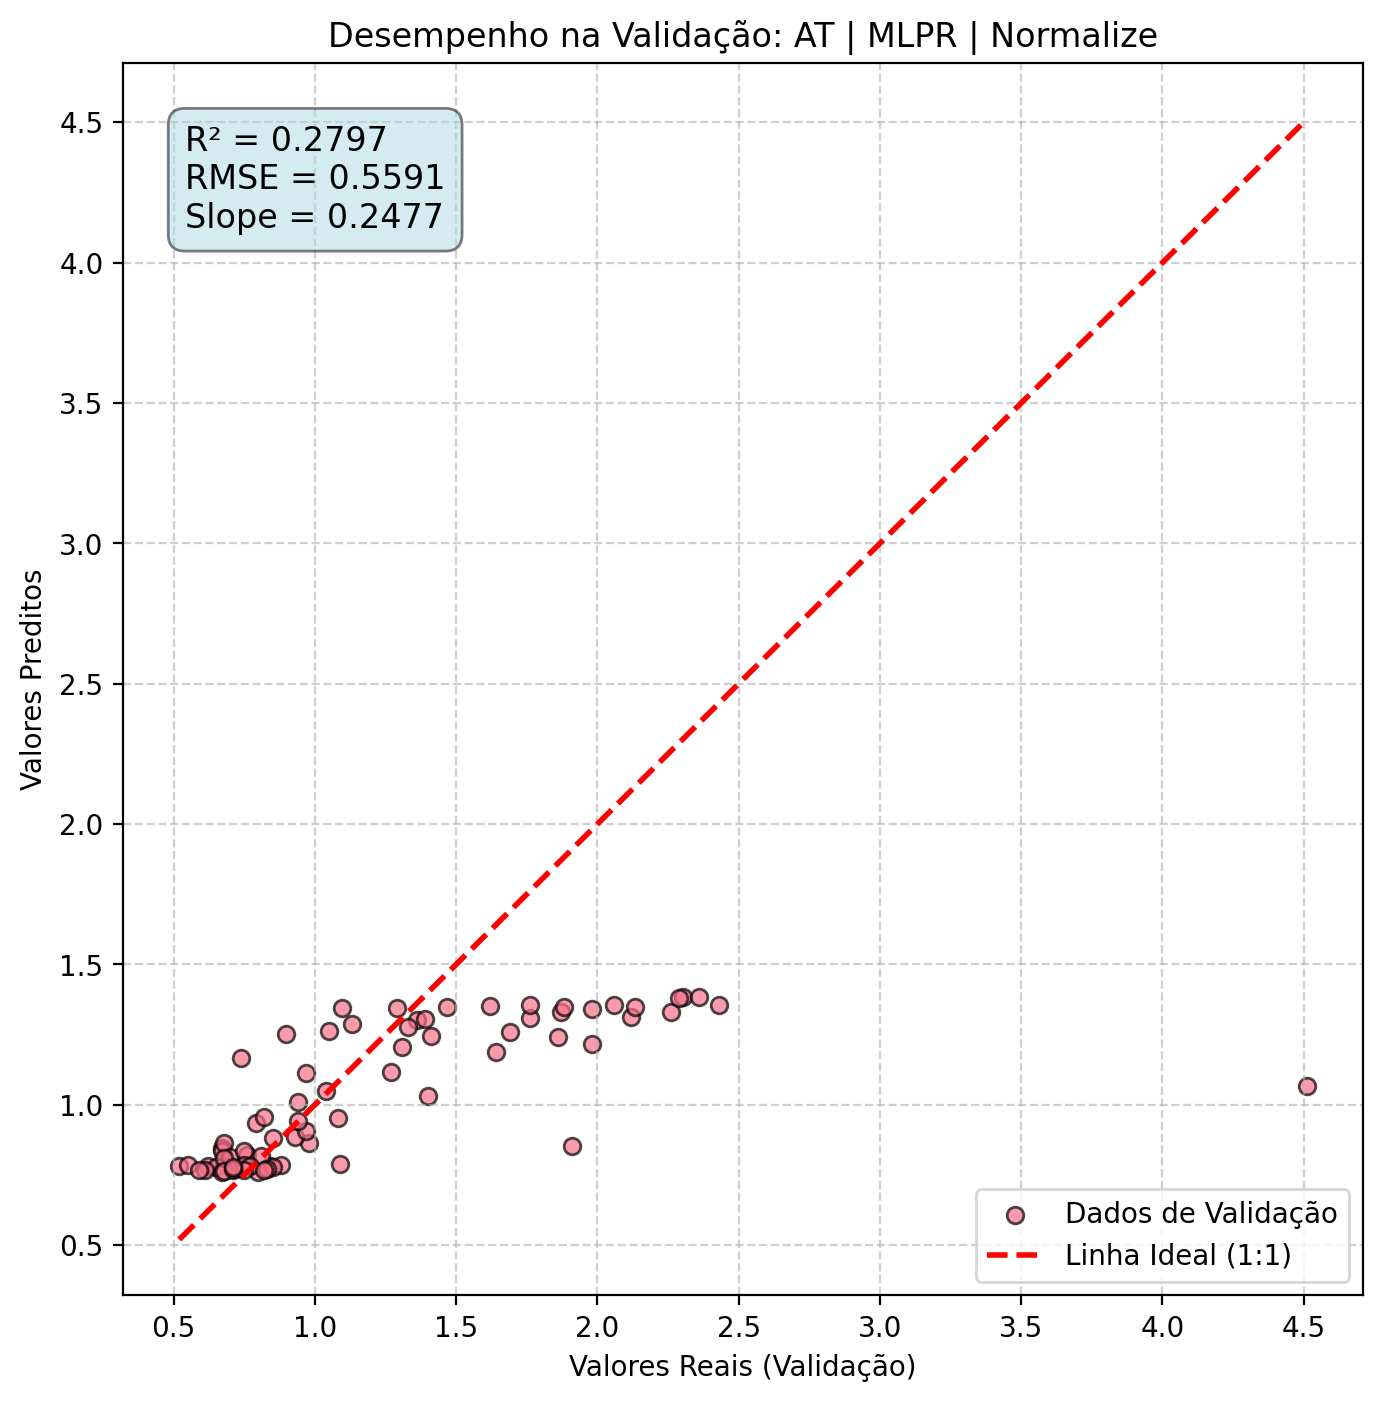 Desempenho na Validação: AT | MLPR | Normalize
R² = 0.2797
RMSE = 0.5591
Slope = 0.2477
4.5
4.0
3.5
3.0
2.5
2.0
1.5
1.0
0.5
Valores Preditos
Dados de Validação
Linha Ideal (1:1)
0.5 1.0 1.5 2.0 2.5 3.0 3.5 4.0 4.5
Valores Reais (Validação)